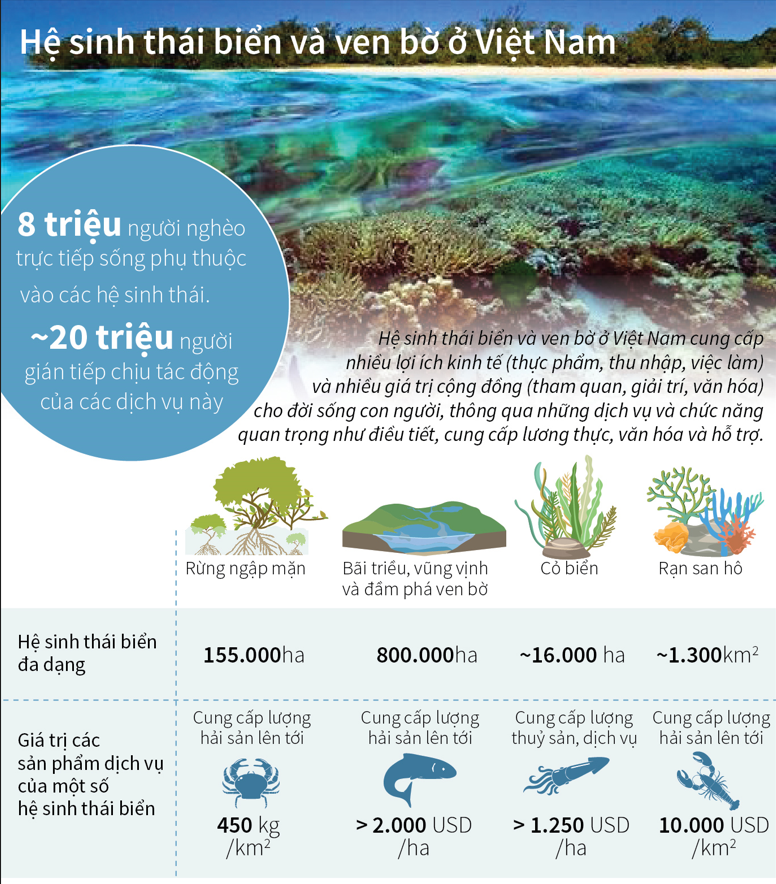 Hệ sinh thái biển và ven bờ ở Việt Nam
8 triệu người nghèo
trực tiếp sống phụ thuộc
vào các hệ sinh thái.
~20 triệu người
gián tiếp chịu tác động
của các dịch vụ này
Hệ sinh thái biển và ven bờ ở Việt Nam cung cấp
nhiều lợi ích kinh tế (thực phẩm, thu nhập, việc làm)
và nhiều giá trị cộng đồng (tham quan, giải trí, văn hóa)
cho đời sống con người, thông qua những dịch vụ và chức năng
quan trọng như điều tiết, cung cấp lương thực, văn hóa và hỗ trợ.
Rừng ngập mặn
Bãi triều, vũng vịnh
và đầm phá ven bờ
Cỏ biển
Rạn san hô
Hệ sinh thái biển
đa dạng
155.000ha
800.000ha
~16.000 ha
~1.300km²
Giá trị các
sản phẩm dịch vụ
của một số
hệ sinh thái biển
Cung cấp lượng
hải sản lên tới
450 kg
/km²
Cung cấp lượng
hải sản lên tới
> 2.000 USD
/ha
Cung cấp lượng
thuỷ sản, dịch vụ
> 1.250 USD
/ha
Cung cấp lượng
hải sản lên tới
10.000 USD
/km²